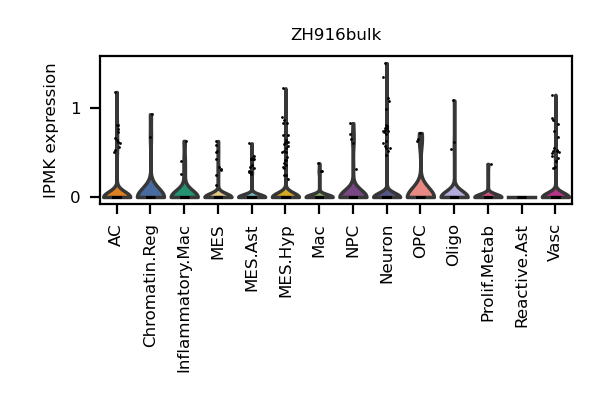 ZH916bulk
IPMK expression
1
0
AC
Chromatin.Reg
Inflammatory.Mac
MES
MES.Ast
MES.Hyp
Mac
NPC
Neuron
OPC
Oligo
Prolif.Metab
Reactive.Ast
Vasc